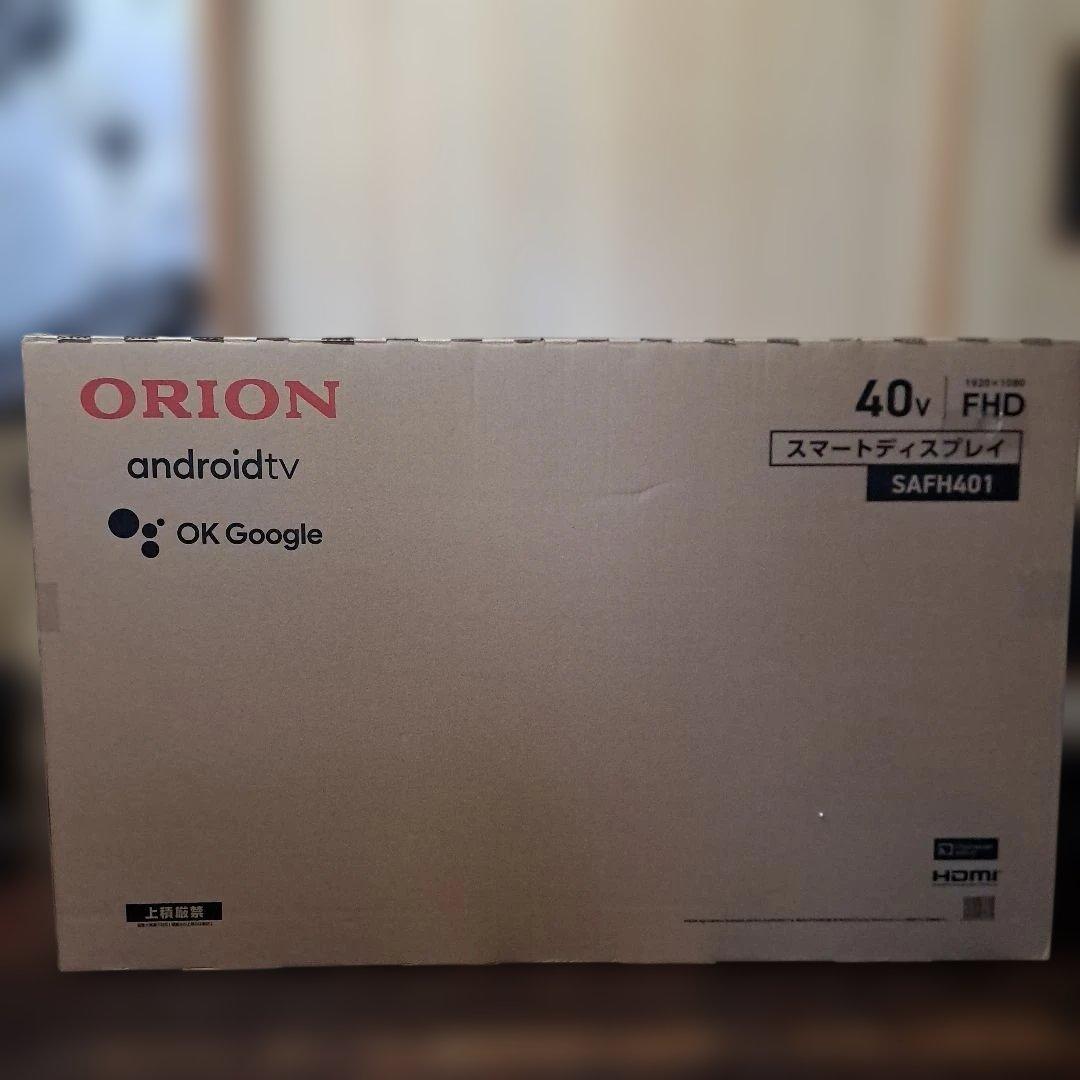 ORION
androidtv
OK Google
40V
1920×1080
FHD
スマートディスプレイ
SAFH401
HDMI
上積厳禁